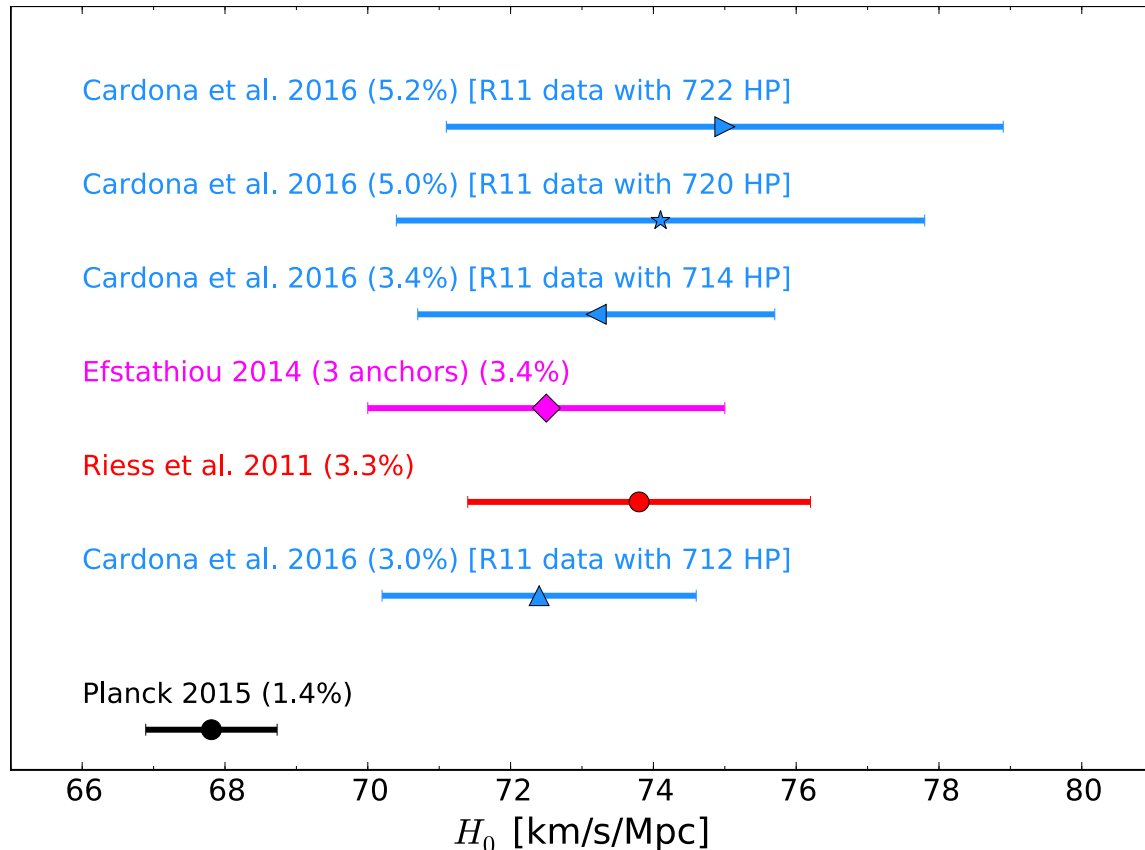 Cardona et al. 2016 (5.2%) [R11 data with 722 HP]
Cardona et al. 2016 (5.0%) [R11 data with 720 HP]
Cardona et al. 2016 (3.4%) [R11 data with 714 HP]
Efstathiou 2014 (3 anchors) (3.4%)
Riess et al. 2011 (3.3%)
Cardona et al. 2016 (3.0%) [R11 data with 712 HP]
Planck 2015 (1.4%)
66 68 70 72 74 76 78 80
H₀ [km/s/Mpc]